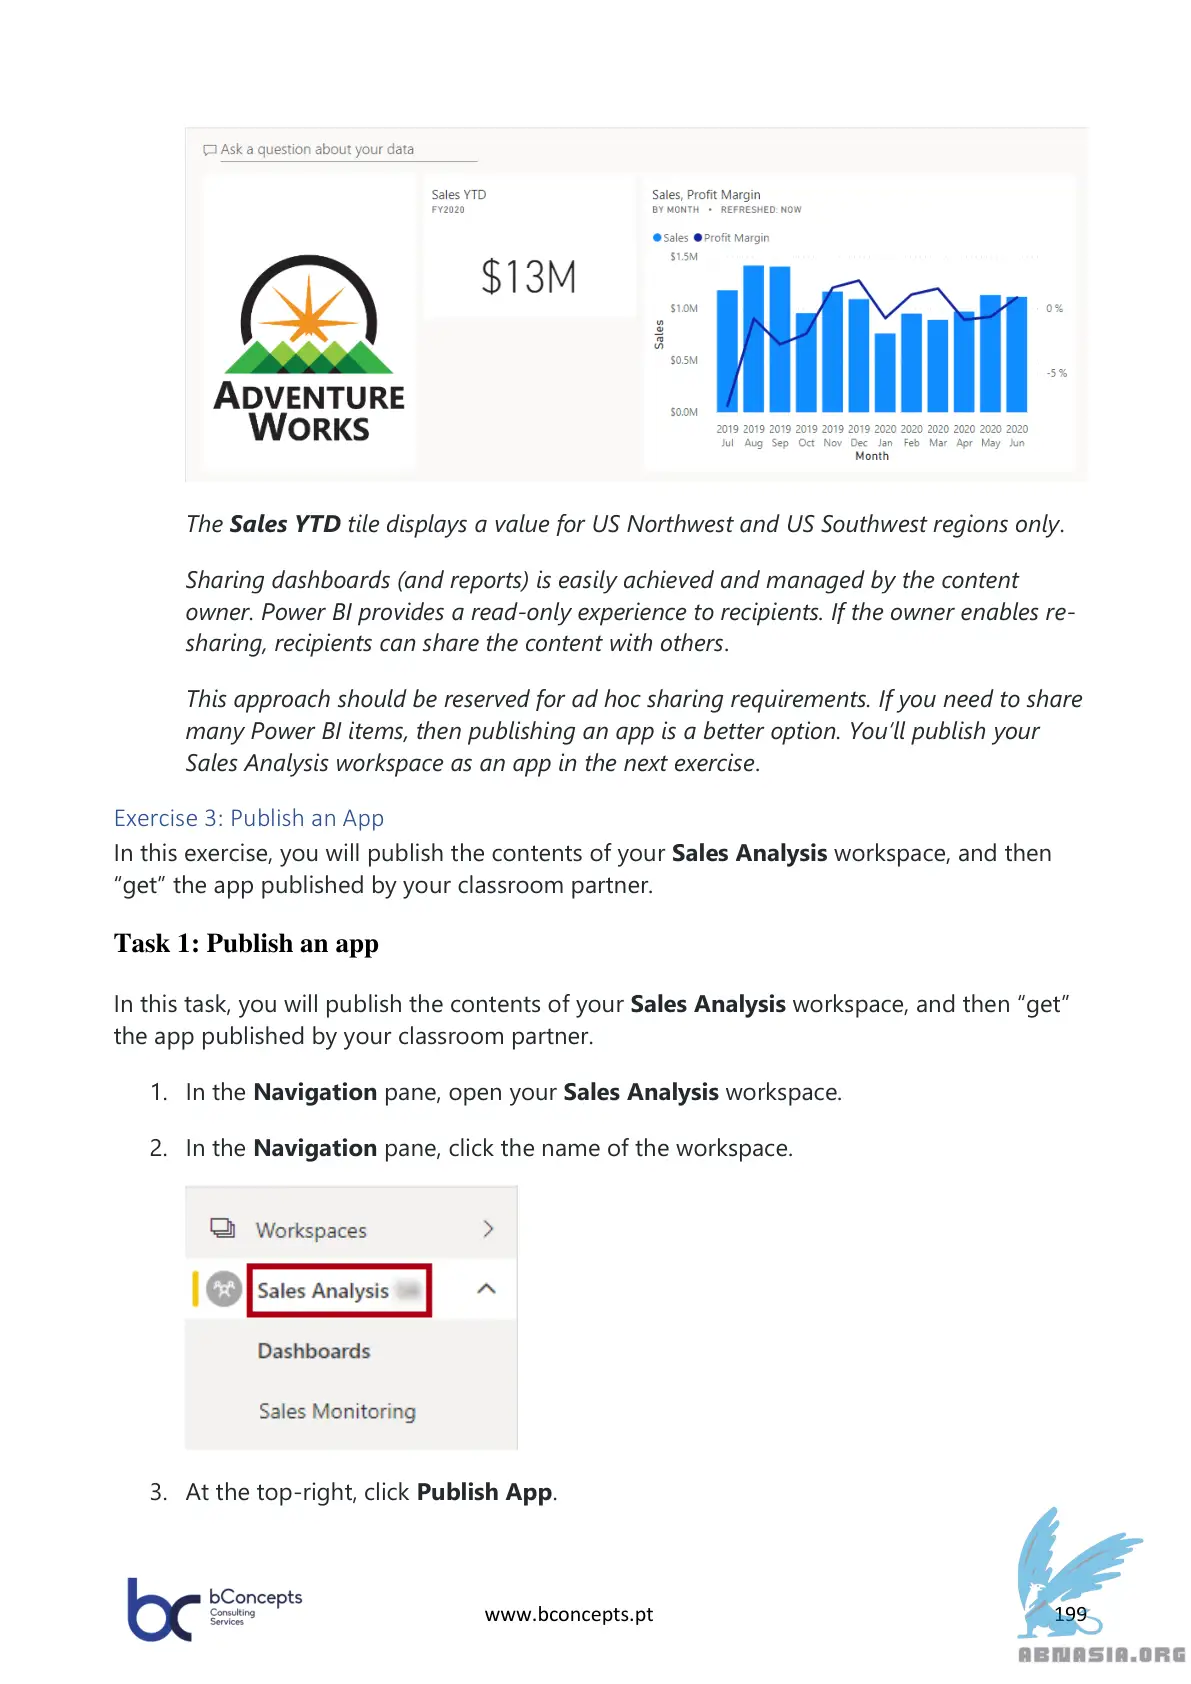 Ask a question about your data
Sales YTD
FY2020
$13M
ADVENTURE
WORKS
Sales, Profit Margin
BY MONTH • REFRESHED: NOW
Sales Profit Margin
$1.5M
$1.0M
$0.5M
$0.0M
Sales
0 %
-5 %
2019 2019 2019 2019 2019 2019 2020 2020 2020 2020 2020 2020
Jul Aug Sep Oct Nov Dec Jan Feb Mar Apr May Jun
Month
The Sales YTD tile displays a value for US Northwest and US Southwest regions only.
Sharing dashboards (and reports) is easily achieved and managed by the content
owner. Power BI provides a read-only experience to recipients. If the owner enables re-
sharing, recipients can share the content with others.
This approach should be reserved for ad hoc sharing requirements. If you need to share
many Power BI items, then publishing an app is a better option. You’ll publish your
Sales Analysis workspace as an app in the next exercise.
Exercise 3: Publish an App
In this exercise, you will publish the contents of your Sales Analysis workspace, and then
“get” the app published by your classroom partner.
Task 1: Publish an app
In this task, you will publish the contents of your Sales Analysis workspace, and then “get”
the app published by your classroom partner.
1. In the Navigation pane, open your Sales Analysis workspace.
2. In the Navigation pane, click the name of the workspace.
Workspaces
Sales Analysis
Dashboards
Sales Monitoring
3. At the top-right, click Publish App.
bc bConcepts
Consulting
Services
www.bconcepts.pt
199
ABNASIA.ORG